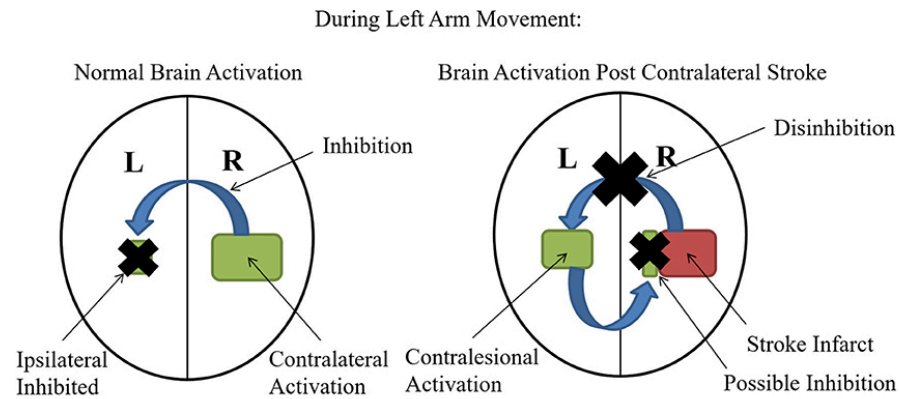 During Left Arm Movement:
Normal Brain Activation
Brain Activation Post Contralateral Stroke
L
R
Inhibition
L
R
Disinhibition
Ipsilateral
Inhibited
Contralateral
Activation
Contralesional
Activation
Stroke Infarct
Possible Inhibition